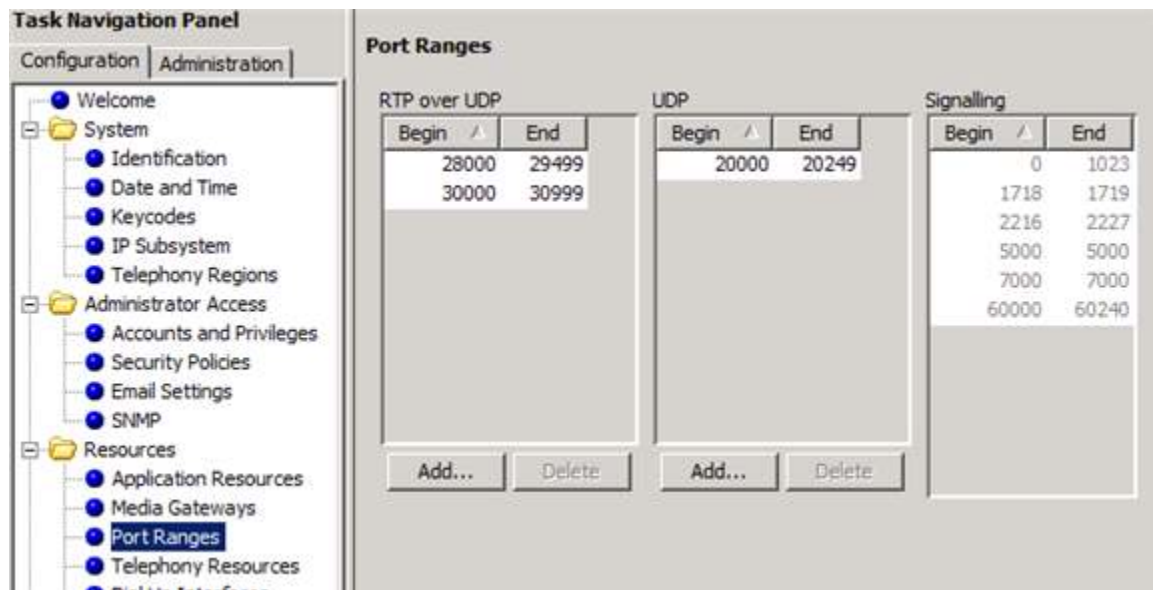 Task Navigation Panel
Configuration Administration
Welcome
System
Identification
Date and Time
Keycodes
IP Subsystem
Telephony Regions
Administrator Access
Accounts and Privileges
Security Policies
Email Settings
SNMP
Resources
Application Resources
Media Gateways
Port Ranges
Telephony Resources
Port Ranges
RTP over UDP
Begin End
28000 29499
30000 30999
Add... Delete
UDP
Begin End
20000 20249
Add... Delete
Signalling
Begin End
0 1023
1718 1719
2216 2227
5000 5000
7000 7000
60000 60240